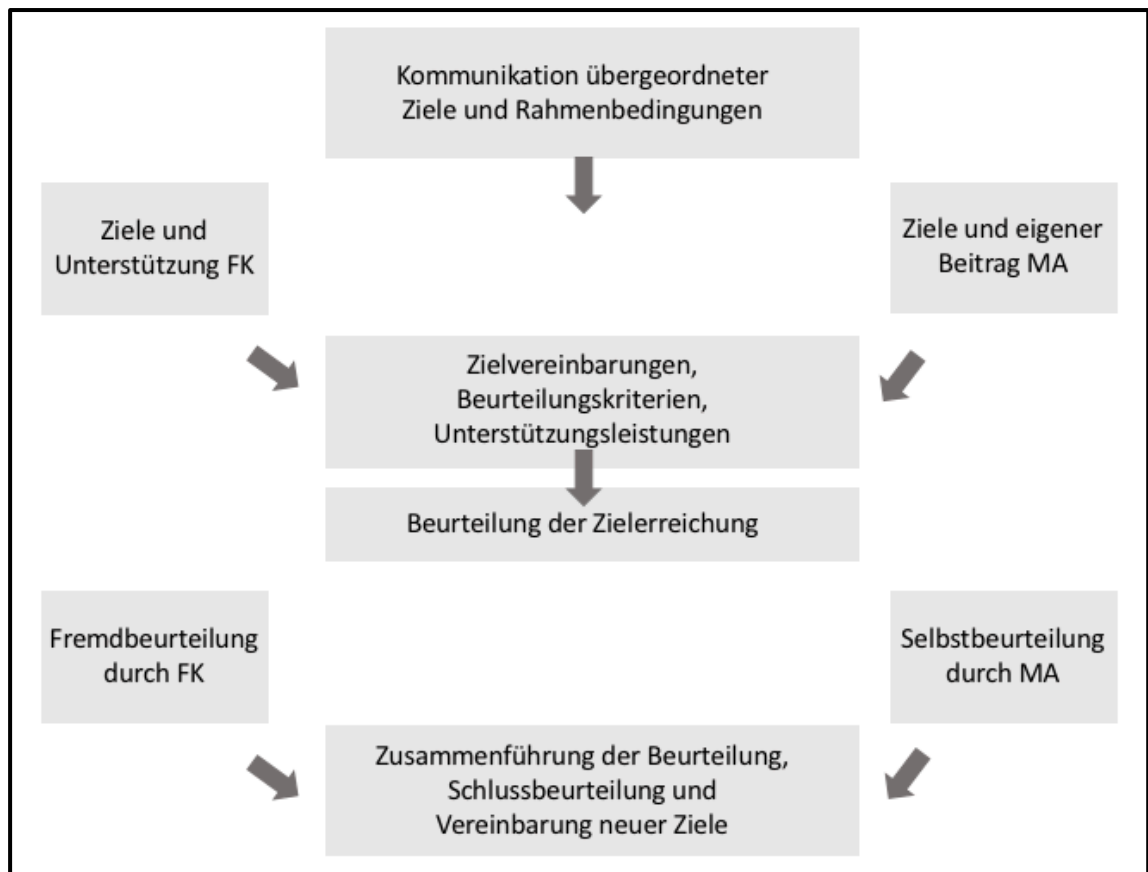 Kommunikation übergeordneter
Ziele und Rahmenbedingungen
Ziele und
Unterstützung FK
Ziele und eigener
Beitrag MA
Zielvereinbarungen,
Beurteilungskriterien,
Unterstützungsleistungen
Beurteilung der Zielerreichung
Fremdbeurteilung
durch FK
Selbstbeurteilung
durch MA
Zusammenführung der Beurteilung,
Schlussbeurteilung und
Vereinbarung neuer Ziele